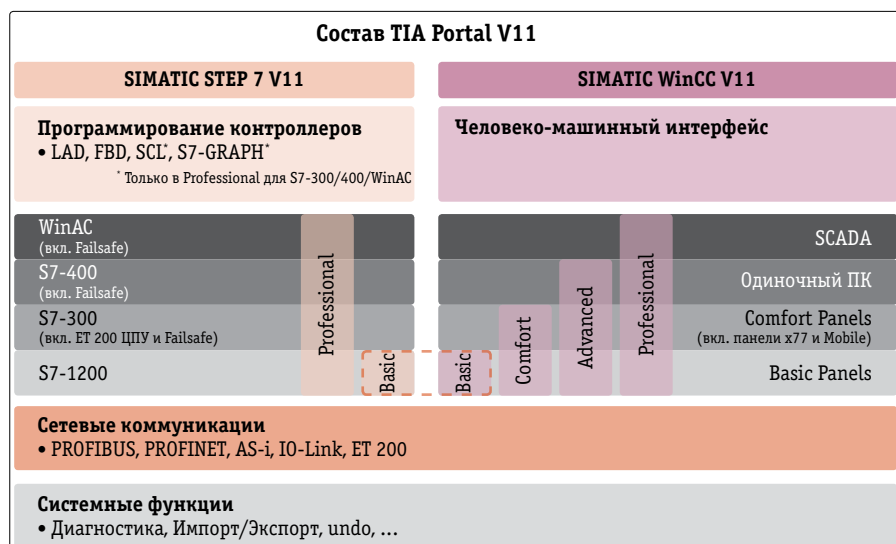 Состав TIA Portal V11
SIMATIC STEP 7 V11
SIMATIC WinCC V11
Программирование контроллеров
• LAD, FBD, SCL*, S7-GRAPH*
* Только в Professional для S7-300/400/WinAC
Человеко-машинный интерфейс
WinAC
(вкл. Failsafe)
S7-400
(вкл. Failsafe)
S7-300
(вкл. ET 200 ЦПУ и Failsafe)
S7-1200
Professional
Basic
Basic
Comfort
Advanced
Professional
SCADA
Одиночный ПК
Comfort Panels
(вкл. панели x77 и Mobile)
Basic Panels
Сетевые коммуникации
• PROFIBUS, PROFINET, AS-i, IO-Link, ET 200
Системные функции
• Диагностика, Импорт/Экспорт, undo, ...